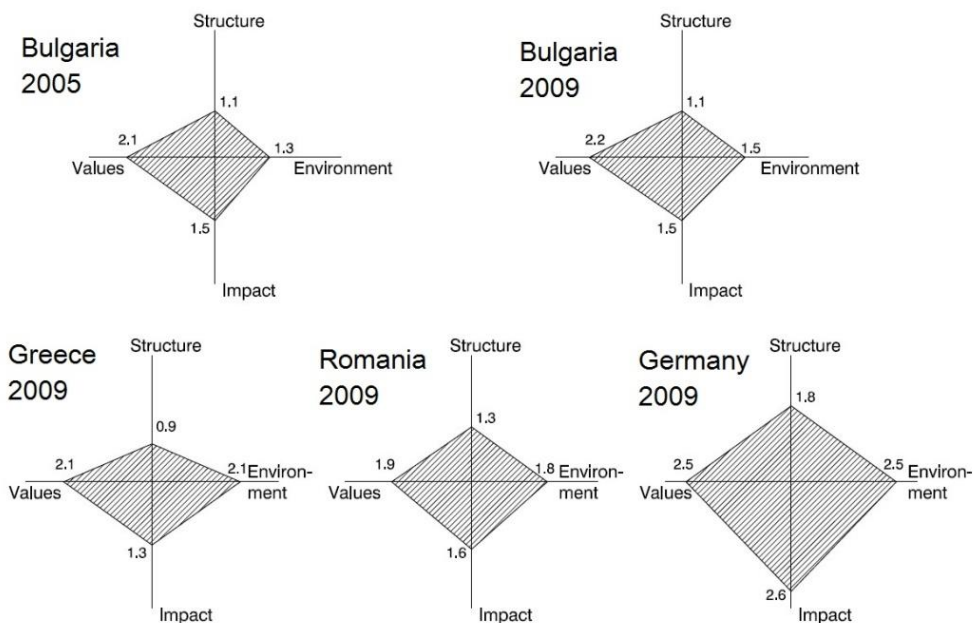 Structure
Bulgaria
2005
1.1
2.1
1.3
Values
Environment
1.5
Impact
Structure
Bulgaria
2009
1.1
2.2
1.5
Values
Environment
1.5
Impact
Structure
Greece
2009
0.9
2.1
2.1
Environ-
Values
ment
1.3
Impact
Structure
Romania
2009
1.3
1.9
1.8
Environ-
Values
ment
1.6
Impact
Structure
Germany
2009
1.8
2.5
2.5
Environ-
Values
ment
2.6
Impact